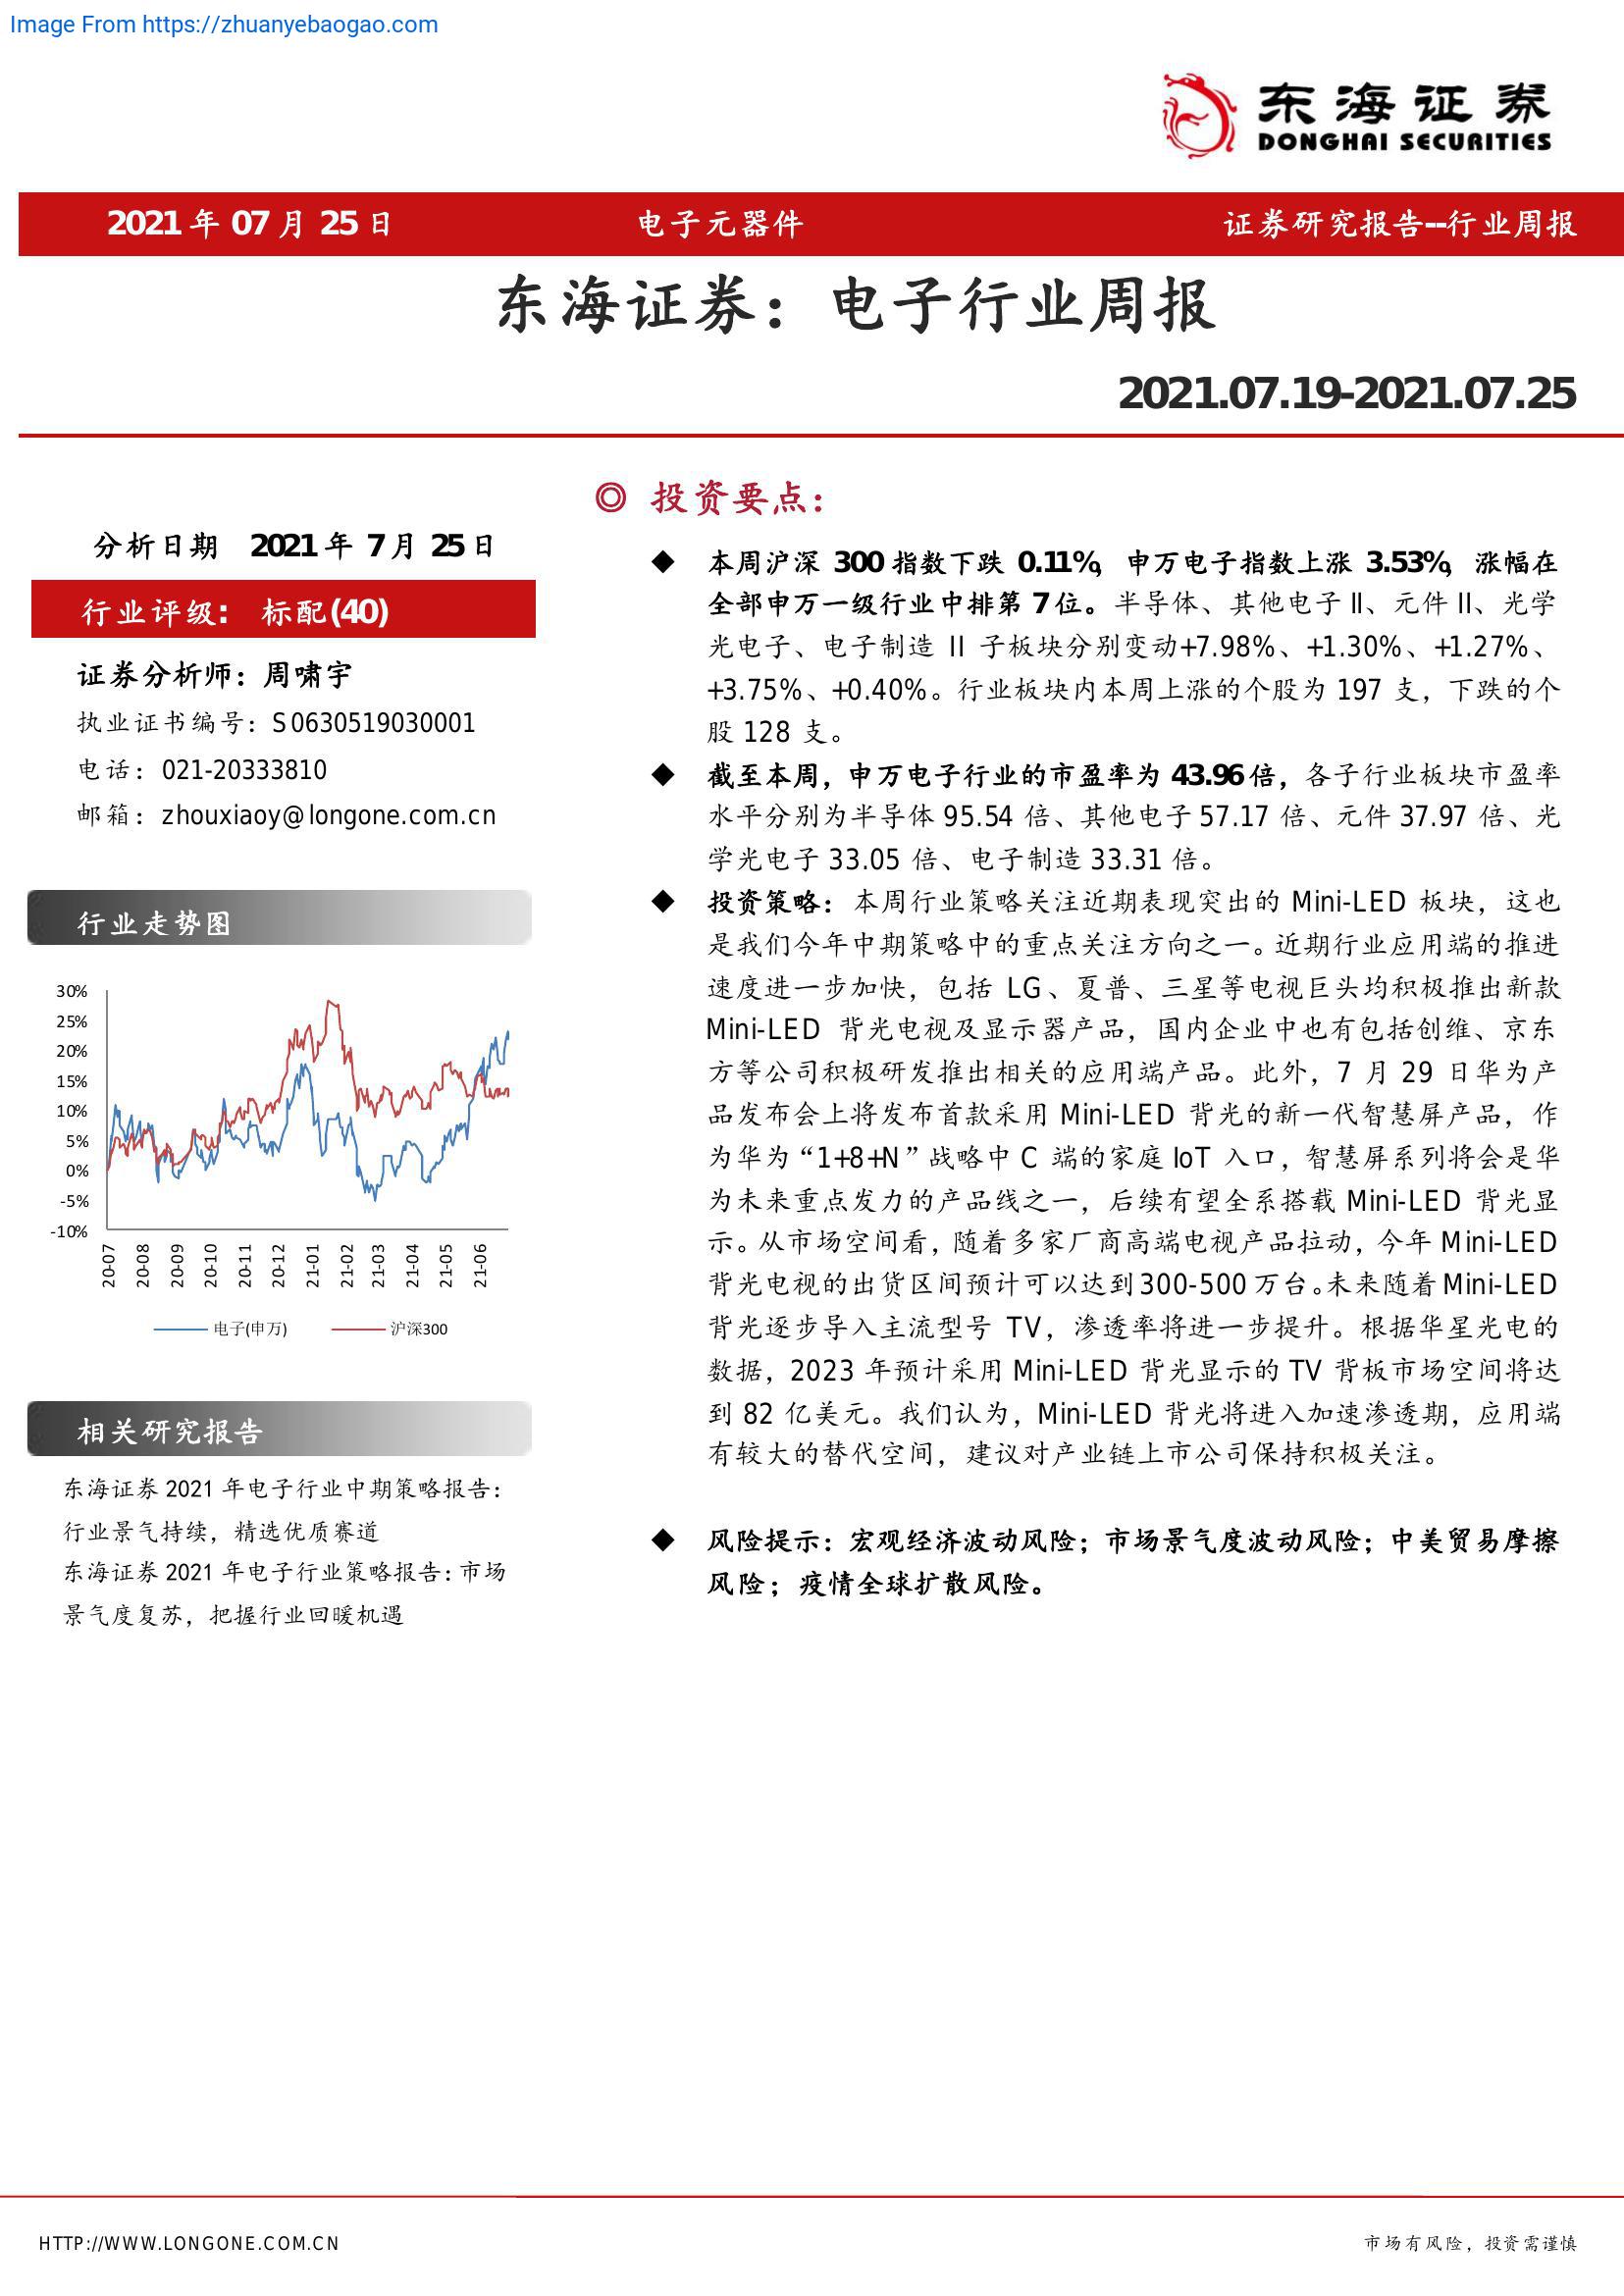 Image From https://zhuanyebaogao.com
东海证券
DONGHAI SECURITIES
2021 年 07 月 25 日 电子元器件 证券研究报告--行业周报
东海证券：电子行业周报
2021.07.19-2021.07.25
分析日期 2021 年 7 月 25 日
行业评级： 标配(40)
证券分析师：周啸宇
执业证书编号：S0630519030001
电话：021-20333810
邮箱：zhouxiaoy@longone.com.cn
行业走势图
30%
25%
20%
15%
10%
5%
0%
-5%
-10%
20-07 20-08 20-09 20-10 20-11 20-12 21-01 21-02 21-03 21-04 21-05 21-06
电子(申万) 沪深300
相关研究报告
东海证券 2021 年电子行业中期策略报告：
行业景气持续，精选优质赛道
东海证券 2021 年电子行业策略报告：市场
景气度复苏，把握行业回暖机遇
◎ 投资要点：
◆ 本周沪深 300 指数下跌 0.11%，申万电子指数上涨 3.53%，涨幅在
全部申万一级行业中排第 7 位。半导体、其他电子 II、元件 II、光学
光电子、电子制造 II 子板块分别变动+7.98%、+1.30%、+1.27%、
+3.75%、+0.40%。行业板块内本周上涨的个股为 197 支，下跌的个
股 128 支。
◆ 截至本周，申万电子行业的市盈率为 43.96 倍，各子行业板块市盈率
水平分别为半导体 95.54 倍、其他电子 57.17 倍、元件 37.97 倍、光
学光电子 33.05 倍、电子制造 33.31 倍。
◆ 投资策略：本周行业策略关注近期表现突出的 Mini-LED 板块，这也
是我们今年中期策略中的重点关注方向之一。近期行业应用端的推进
速度进一步加快，包括 LG、夏普、三星等电视巨头均积极推出新款
Mini-LED 背光电视及显示器产品，国内企业中也有包括创维、京东
方等公司积极研发推出相关的应用端产品。此外，7 月 29 日华为产
品发布会上将发布首款采用 Mini-LED 背光的新一代智慧屏产品，作
为华为“1+8+N”战略中 C 端的家庭 IoT 入口，智慧屏系列将会是华
为未来重点发力的产品线之一，后续有望全系搭载 Mini-LED 背光显
示。从市场空间看，随着多家厂商高端电视产品拉动，今年 Mini-LED
背光电视的出货区间预计可以达到 300-500 万台。未来随着 Mini-LED
背光逐步导入主流型号 TV，渗透率将进一步提升。根据华星光电的
数据，2023 年预计采用 Mini-LED 背光显示的 TV 背板市场空间将达
到 82 亿美元。我们认为，Mini-LED 背光将进入加速渗透期，应用端
有较大的替代空间，建议对产业链上市公司保持积极关注。
◆ 风险提示：宏观经济波动风险；市场景气度波动风险；中美贸易摩擦
风险；疫情全球扩散风险。
HTTP://WWW.LONGONE.COM.CN 市场有风险，投资需谨慎